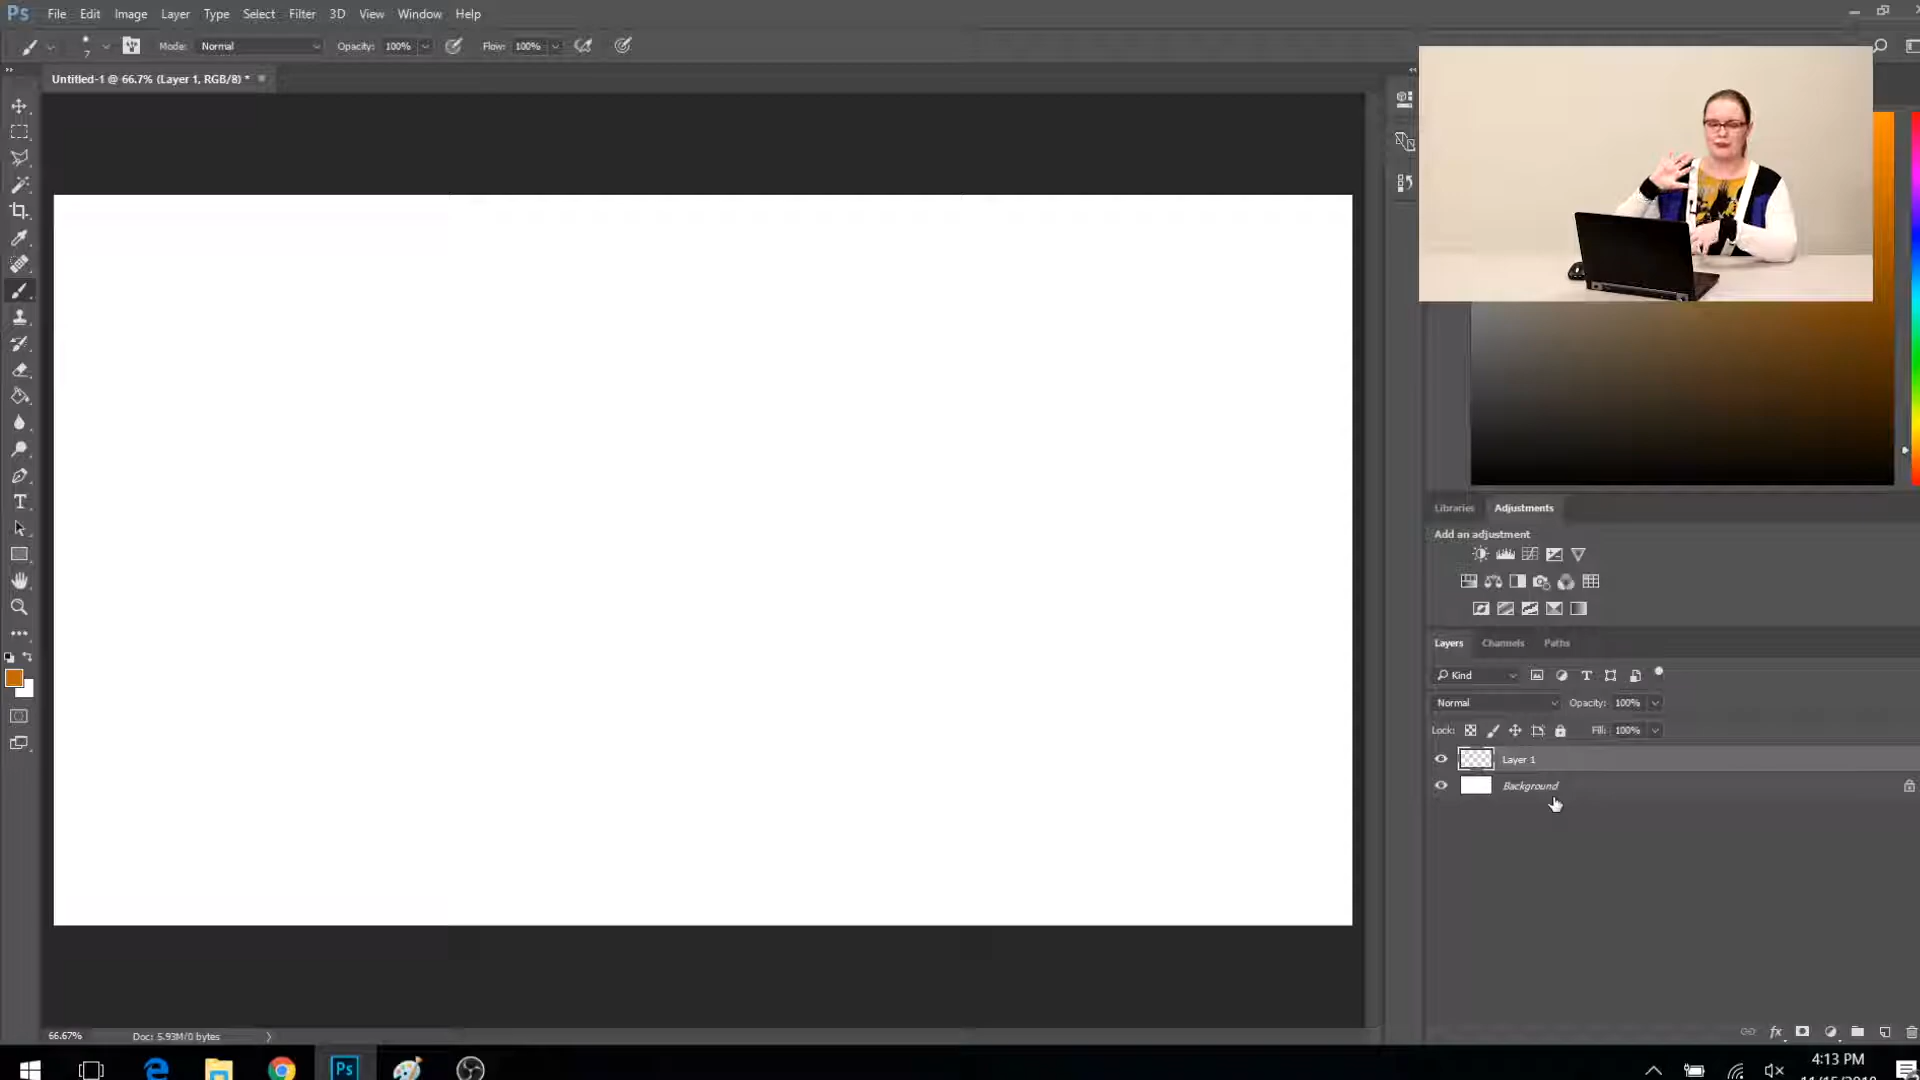 Ps File Edit Image Layer Type Select Filter 3D View Window Help
7 Mode: Normal Opacity: 100% Flow: 100%
Untitled-1 @ 66.7% (Layer 1, RGB/8) *
Libraries Adjustments
Add an adjustment
Layers Channels Paths
Kind
Normal Opacity: 100%
Lock: Fill: 100%
Layer 1
Background
66.67% Doc: 5.93M/0 bytes
Ps 4:13 PM